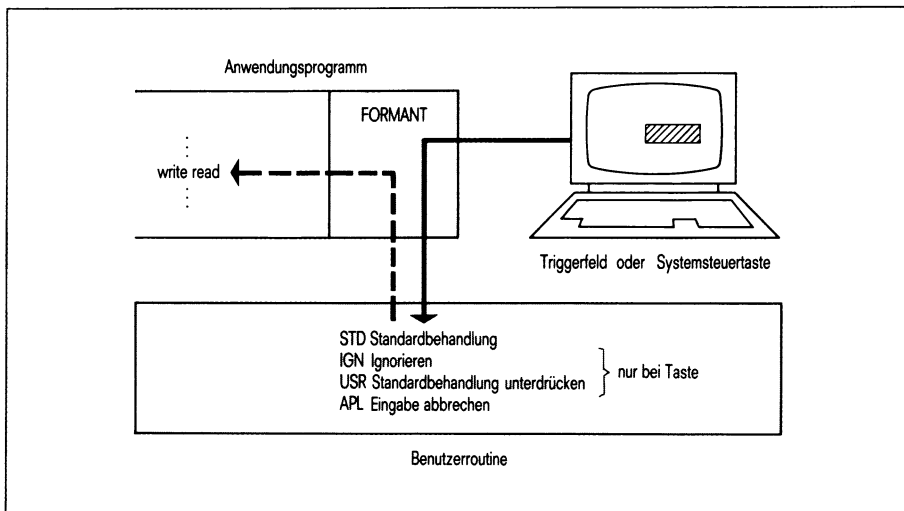 Anwendungsprogramm
FORMANT
write read
Triggerfeld oder Systemsteuertaste
STD Standardbehandlung
IGN Ignorieren
USR Standardbehandlung unterdrücken
nur bei Taste
APL Eingabe abbrechen
Benutzerroutine